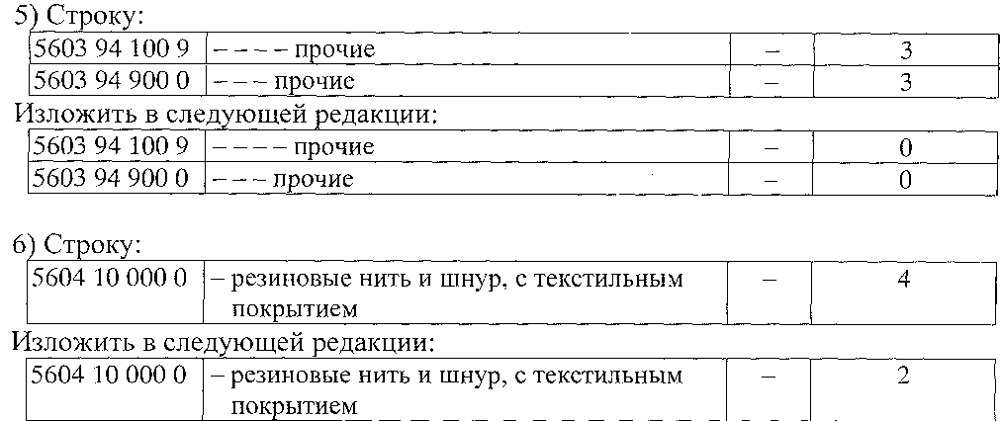 5) Строку:
5603 94 100 9 – – – – прочие – 3
5603 94 900 0 – – – прочие – 3
Изложить в следующей редакции:
5603 94 100 9 – – – – прочие – 0
5603 94 900 0 – – – прочие – 0
6) Строку:
5604 10 000 0 – резиновые нить и шнур, с текстильным – 4
покрытием
Изложить в следующей редакции:
5604 10 000 0 – резиновые нить и шнур, с текстильным – 2
покрытием